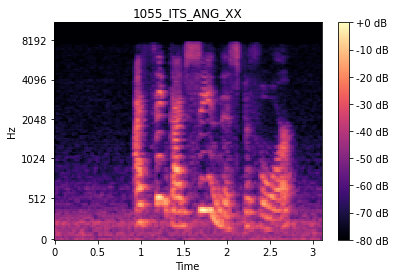 1055_ITS_ANG_XX
Hz
8192
4096
2048
1024
512
0
0 0.5 1 1.5 2 2.5 3
Time
+0 dB
-10 dB
-20 dB
-30 dB
-40 dB
-50 dB
-60 dB
-70 dB
-80 dB